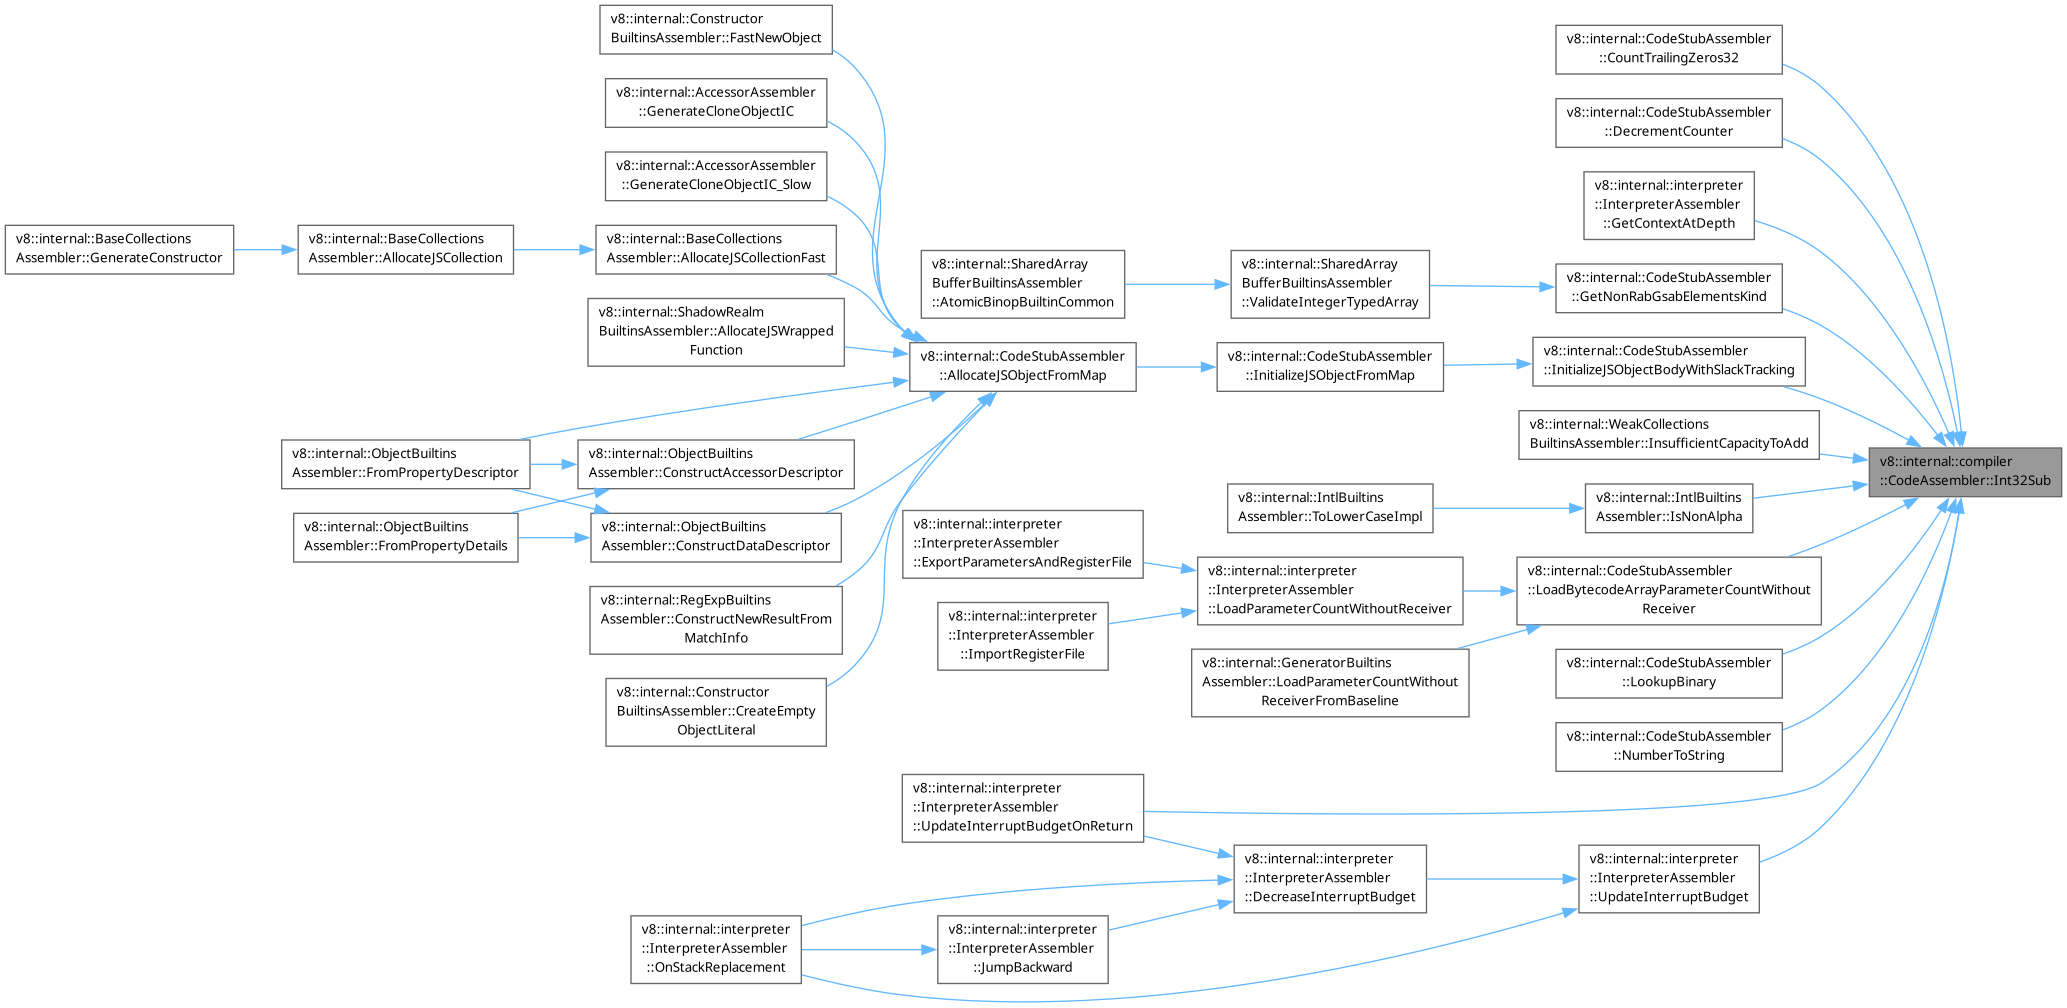 v8::internal::Constructor
BuiltinsAssembler::FastNewObject
v8::internal::AccessorAssembler
::GenerateCloneObjectIC
v8::internal::AccessorAssembler
::GenerateCloneObjectIC_Slow
v8::internal::BaseCollections
Assembler::GenerateConstructor
v8::internal::BaseCollections
Assembler::AllocateJSCollection
v8::internal::BaseCollections
Assembler::AllocateJSCollectionFast
v8::internal::ShadowRealm
BuiltinsAssembler::AllocateJSWrapped
Function
v8::internal::ObjectBuiltins
Assembler::FromPropertyDescriptor
v8::internal::ObjectBuiltins
Assembler::ConstructAccessorDescriptor
v8::internal::ObjectBuiltins
Assembler::FromPropertyDetails
v8::internal::ObjectBuiltins
Assembler::ConstructDataDescriptor
v8::internal::RegExpBuiltins
Assembler::ConstructNewResultFrom
MatchInfo
v8::internal::Constructor
BuiltinsAssembler::CreateEmpty
ObjectLiteral
v8::internal::SharedArray
BufferBuiltinsAssembler
::AtomicBinopBuiltinCommon
v8::internal::SharedArray
BufferBuiltinsAssembler
::ValidateIntegerTypedArray
v8::internal::CodeStubAssembler
::AllocateJSObjectFromMap
v8::internal::CodeStubAssembler
::InitializeJSObjectFromMap
v8::internal::CodeStubAssembler
::CountTrailingZeros32
v8::internal::CodeStubAssembler
::DecrementCounter
v8::internal::interpreter
::InterpreterAssembler
::GetContextAtDepth
v8::internal::CodeStubAssembler
::GetNonRabGsabElementsKind
v8::internal::CodeStubAssembler
::InitializeJSObjectBodyWithSlackTracking
v8::internal::WeakCollections
BuiltinsAssembler::InsufficientCapacityToAdd
v8::internal::compiler
::CodeAssembler::Int32Sub
v8::internal::IntlBuiltins
Assembler::ToLowerCaseImpl
v8::internal::IntlBuiltins
Assembler::IsNonAlpha
v8::internal::interpreter
::InterpreterAssembler
::ExportParametersAndRegisterFile
v8::internal::interpreter
::InterpreterAssembler
::LoadParameterCountWithoutReceiver
v8::internal::CodeStubAssembler
::LoadBytecodeArrayParameterCountWithout
Receiver
v8::internal::interpreter
::InterpreterAssembler
::ImportRegisterFile
v8::internal::GeneratorBuiltins
Assembler::LoadParameterCountWithout
ReceiverFromBaseline
v8::internal::CodeStubAssembler
::LookupBinary
v8::internal::CodeStubAssembler
::NumberToString
v8::internal::interpreter
::InterpreterAssembler
::UpdateInterruptBudgetOnReturn
v8::internal::interpreter
::InterpreterAssembler
::DecreaseInterruptBudget
v8::internal::interpreter
::InterpreterAssembler
::UpdateInterruptBudget
v8::internal::interpreter
::InterpreterAssembler
::OnStackReplacement
v8::internal::interpreter
::InterpreterAssembler
::JumpBackward